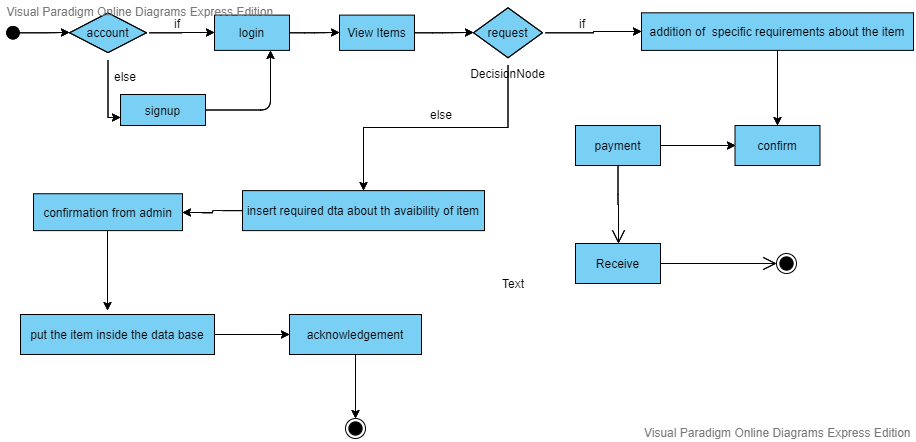 Visual Paradigm Online Diagrams Express Edition
account
if
login
View Items
request
if
addition of specific requirements about the item
else
DecisionNode
signup
else
payment
confirm
confirmation from admin
insert required dta about th avaibility of item
Receive
Text
put the item inside the data base
acknowledgement
Visual Paradigm Online Diagrams Express Edition